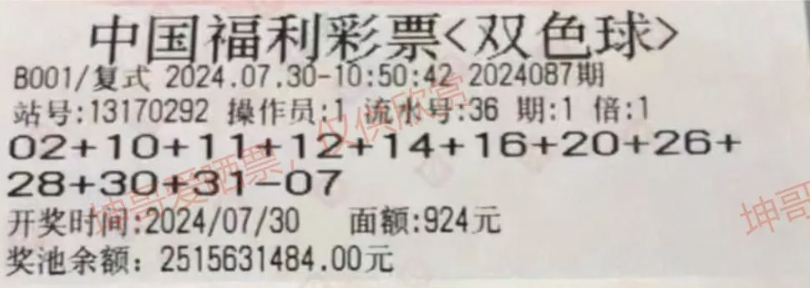 中国福利彩票<双色球>
B001/复式 2024.07.30-10:50:42 2024087期
站号:13170292 操作员:1 流水号:36 期:1 倍:1
02+10+11+12+14+16+20+26+
28+30+31-07
开奖时间:2024/07/30 面额:924元
奖池余额：2515631484.00元
坤哥爱晒票，仅供欣赏
坤哥